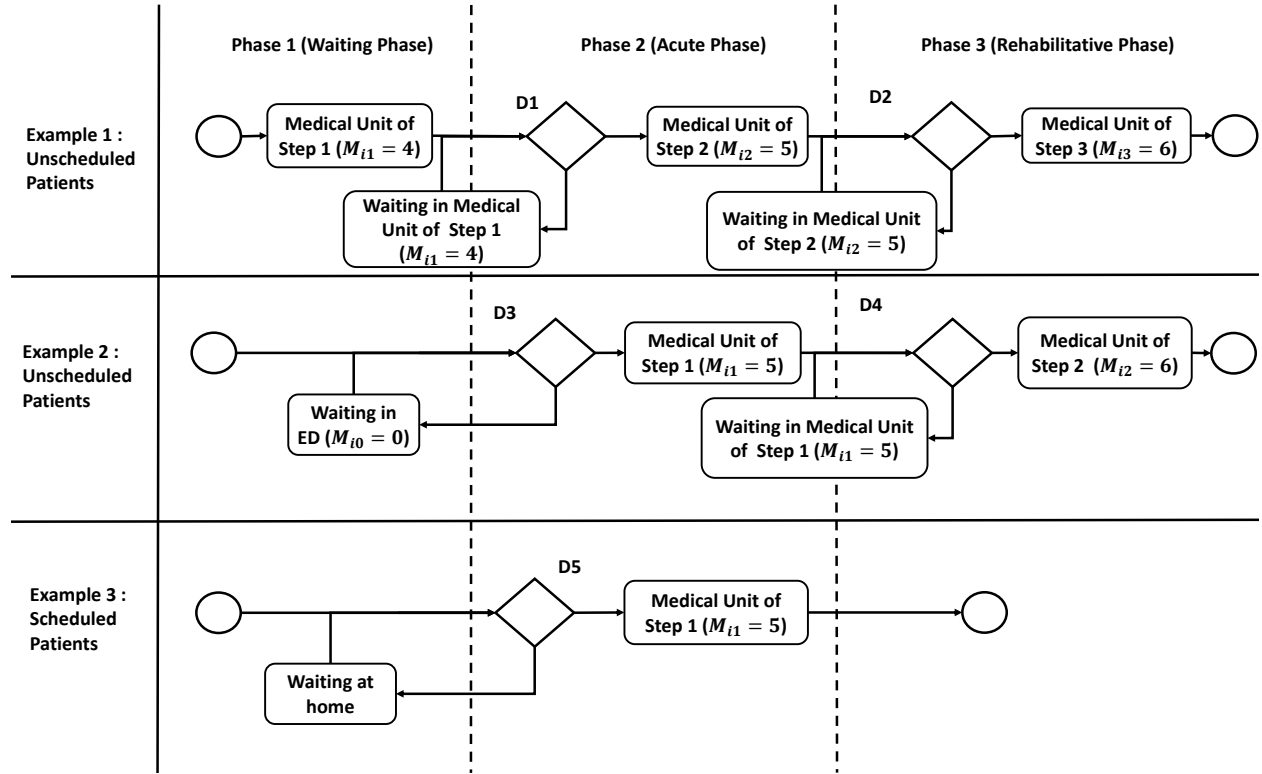 Phase 1 (Waiting Phase)
Phase 2 (Acute Phase)
Phase 3 (Rehabilitative Phase)
Example 1 :
Unscheduled
Patients
Medical Unit of
Step 1 (M_{i1} = 4)
D1
Medical Unit of
Step 2 (M_{i2} = 5)
D2
Medical Unit of
Step 3 (M_{i3} = 6)
Waiting in Medical
Unit of Step 1
(M_{i1} = 4)
Waiting in Medical Unit
of Step 2 (M_{i2} = 5)
Example 2 :
Unscheduled
Patients
D3
Medical Unit of
Step 1 (M_{i1} = 5)
D4
Medical Unit of
Step 2 (M_{i2} = 6)
Waiting in
ED (M_{i0} = 0)
Waiting in Medical Unit
of Step 1 (M_{i1} = 5)
Example 3 :
Scheduled
Patients
D5
Medical Unit of
Step 1 (M_{i1} = 5)
Waiting at
home